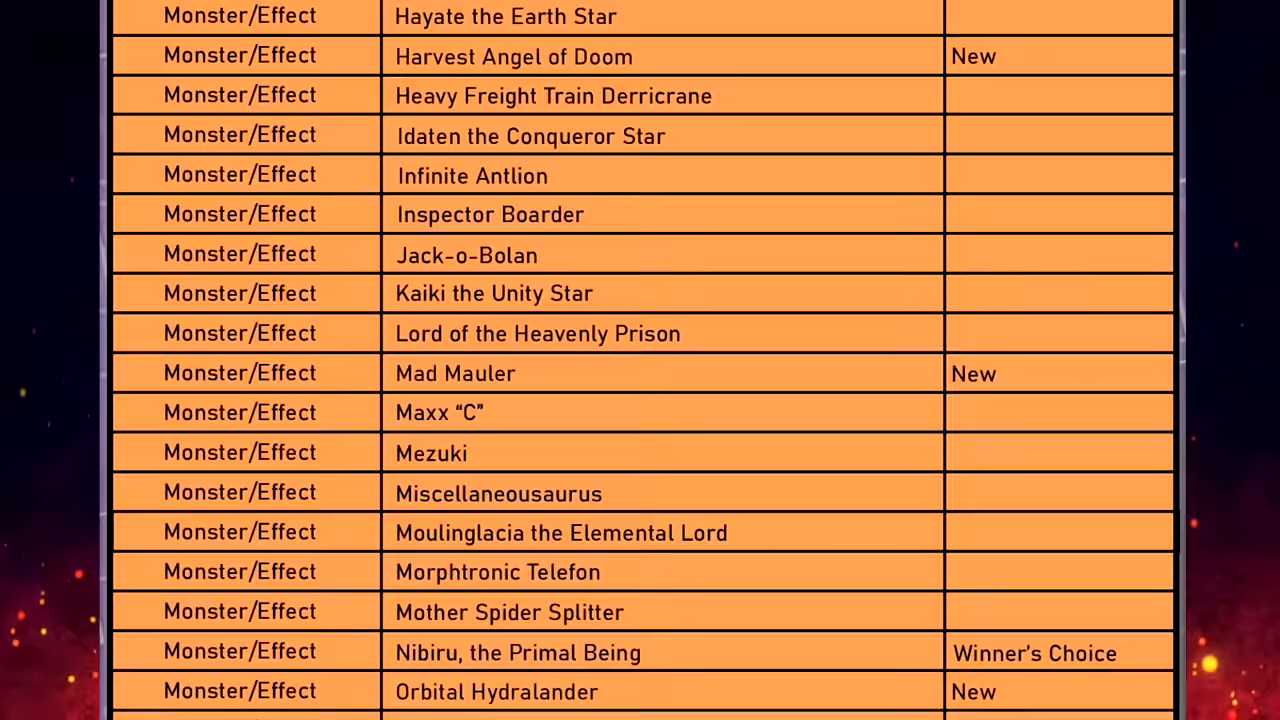 Monster/Effect Hayate the Earth Star
Monster/Effect Harvest Angel of Doom New
Monster/Effect Heavy Freight Train Derricrane
Monster/Effect Idaten the Conqueror Star
Monster/Effect Infinite Antlion
Monster/Effect Inspector Boarder
Monster/Effect Jack-o-Bolan
Monster/Effect Kaiki the Unity Star
Monster/Effect Lord of the Heavenly Prison
Monster/Effect Mad Mauler New
Monster/Effect Maxx “C”
Monster/Effect Mezuki
Monster/Effect Miscellaneousaurus
Monster/Effect Moulinglacia the Elemental Lord
Monster/Effect Morphtronic Telefon
Monster/Effect Mother Spider Splitter
Monster/Effect Nibiru, the Primal Being Winner's Choice
Monster/Effect Orbital Hydralander New